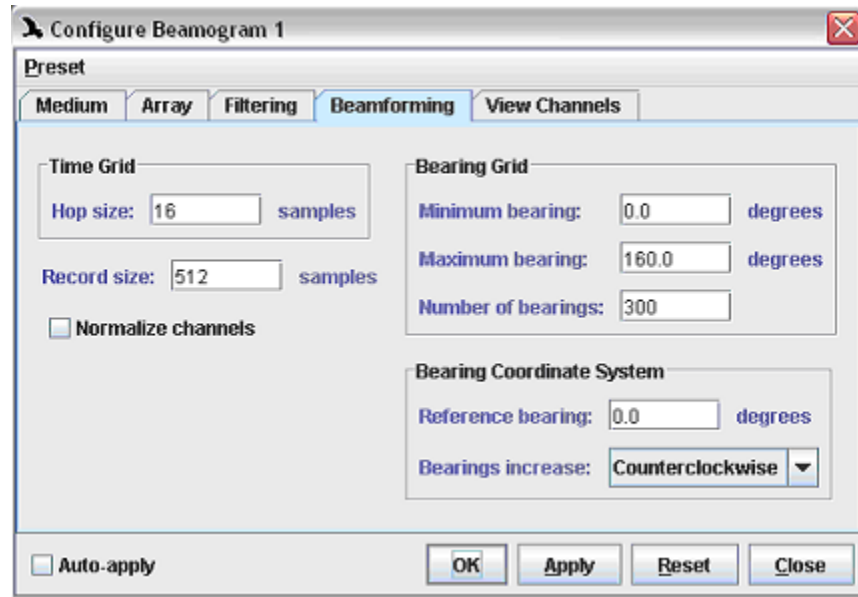 Configure Beamogram 1
Preset
Medium Array Filtering Beamforming View Channels
Time Grid
Hop size: 16 samples
Record size: 512 samples
Normalize channels
Bearing Grid
Minimum bearing: 0.0 degrees
Maximum bearing: 160.0 degrees
Number of bearings: 300
Bearing Coordinate System
Reference bearing: 0.0 degrees
Bearings increase: Counterclockwise
Auto-apply OK Apply Reset Close